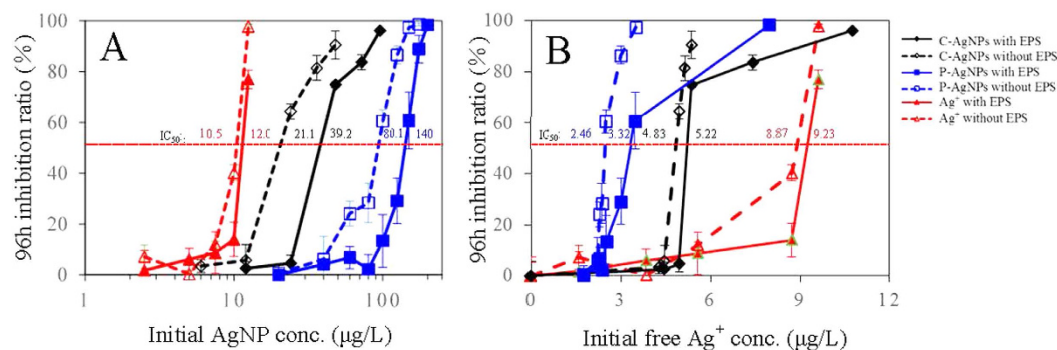 A
96h inhibition ratio (%)
100
80
60
40
20
0
IC50: 10.5 12.0 21.1 39.2 80.1 140
1 10 100
Initial AgNP conc. (µg/L)
B
96h inhibition ratio (%)
100
80
60
40
20
0
IC50: 2.46 3.32 4.83 5.22 8.87 9.23
0 3 6 9 12
Initial free Ag⁺ conc. (µg/L)
C-AgNPs with EPS
C-AgNPs without EPS
P-AgNPs with EPS
P-AgNPs without EPS
Ag⁺ with EPS
Ag⁺ without EPS